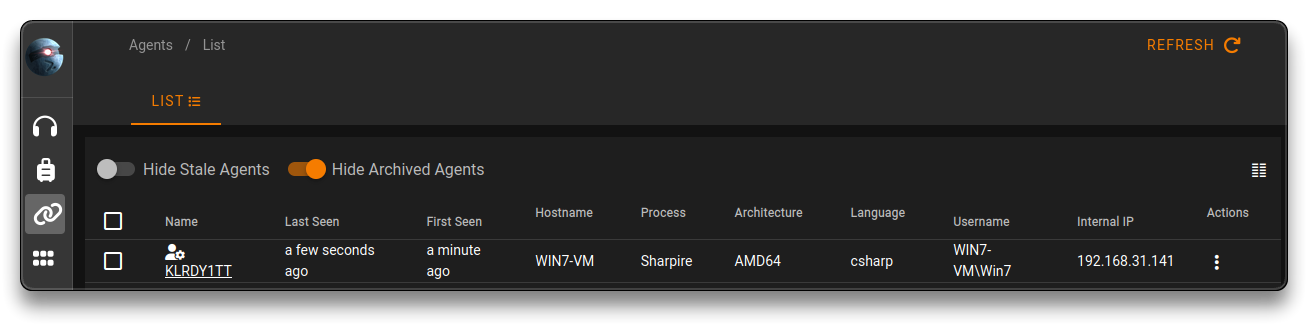 Agents / List
REFRESH
LIST
Hide Stale Agents
Hide Archived Agents
Name Last Seen First Seen Hostname Process Architecture Language Username Internal IP Actions
KLRDY1TT
a few seconds
ago
a minute
ago
WIN7-VM
Sharpire
AMD64
csharp
WIN7-
VM\Win7
192.168.31.141